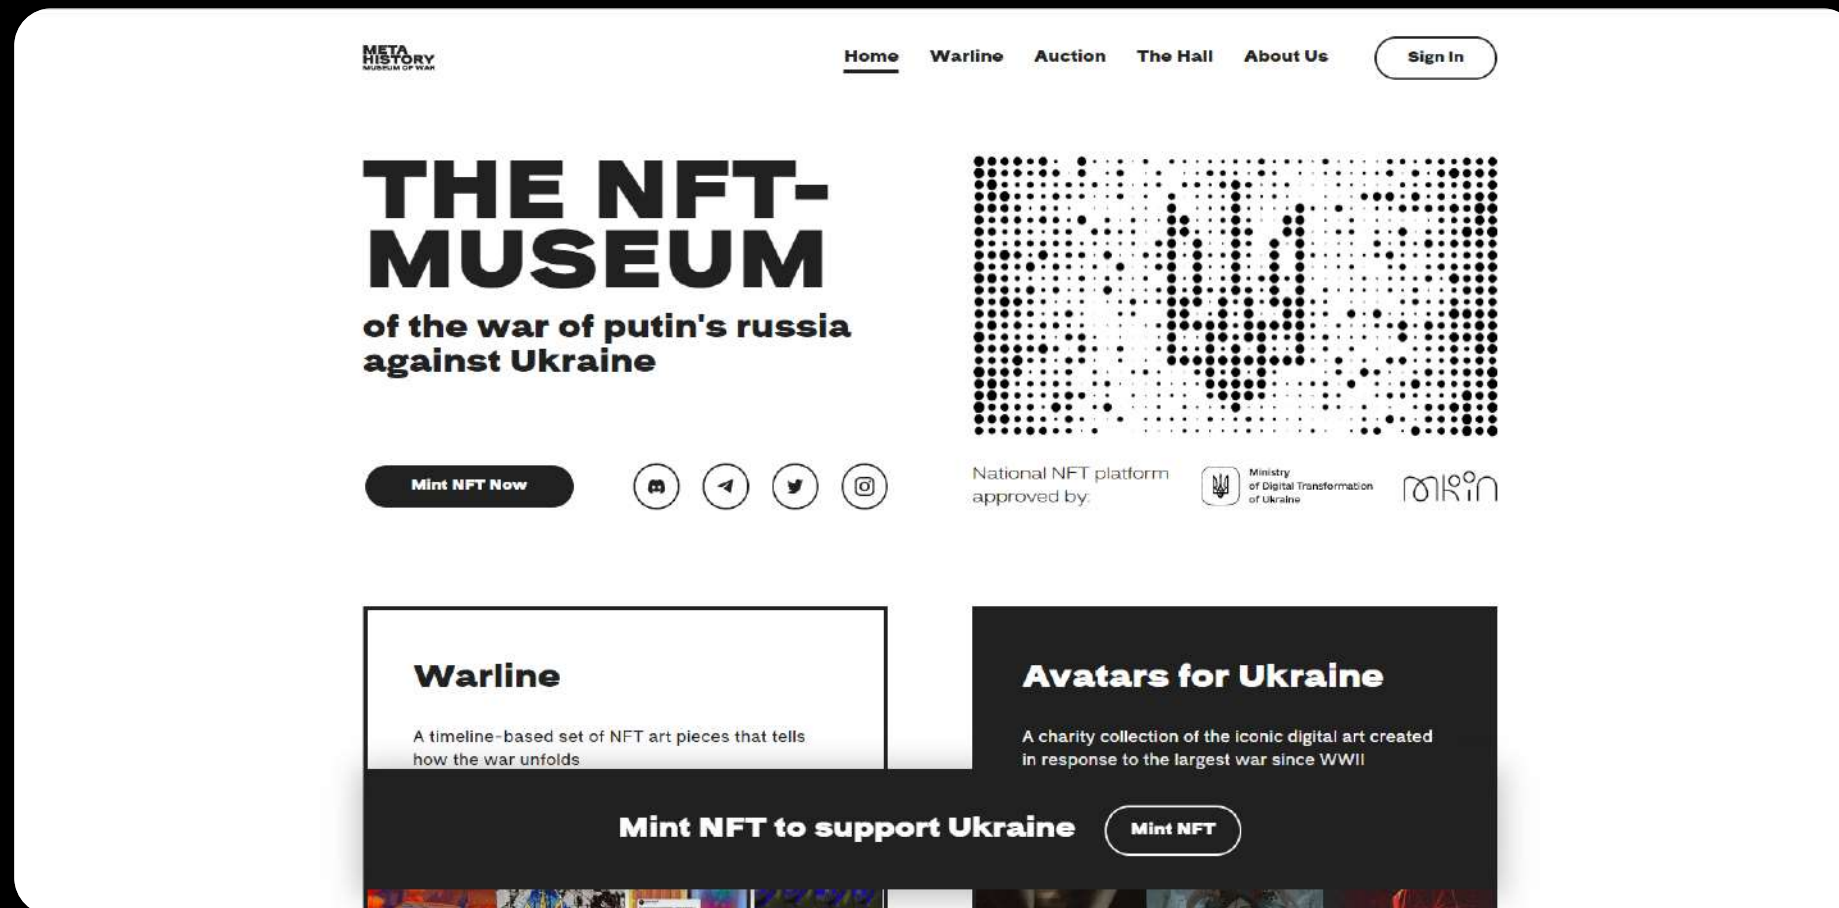 META
HISTORY
MUSEUM OF WAR
Home
Warline
Auction
The Hall
About Us
Sign In
THE NFT-
MUSEUM
of the war of putin's russia
against Ukraine
Mint NFT Now
National NFT platform
approved by:
Ministry
of Digital Transformation
of Ukraine
Warline
A timeline-based set of NFT art pieces that tells
how the war unfolds
Avatars for Ukraine
A charity collection of the iconic digital art created
in response to the largest war since WWII
Mint NFT to support Ukraine
Mint NFT